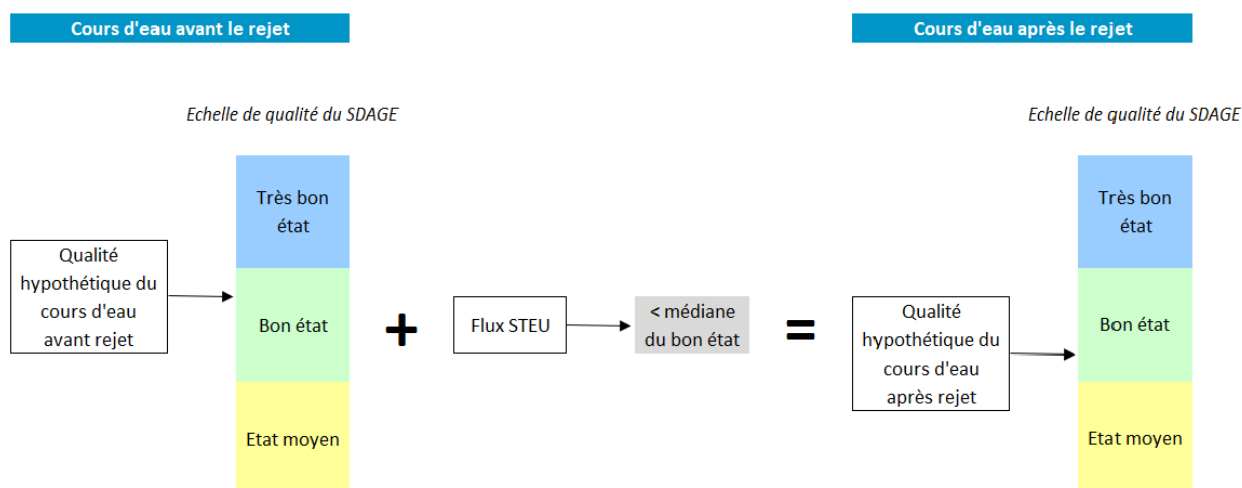 Cours d'eau avant le rejet
Cours d'eau après le rejet
Echelle de qualité du SDAGE
Echelle de qualité du SDAGE
Très bon
état
Très bon
état
Qualité
hypothétique du
cours d'eau
avant rejet
Bon état
+
Flux STEU
< médiane
du bon état
=
Qualité
hypothétique du
cours d'eau
après rejet
Bon état
Etat moyen
Etat moyen